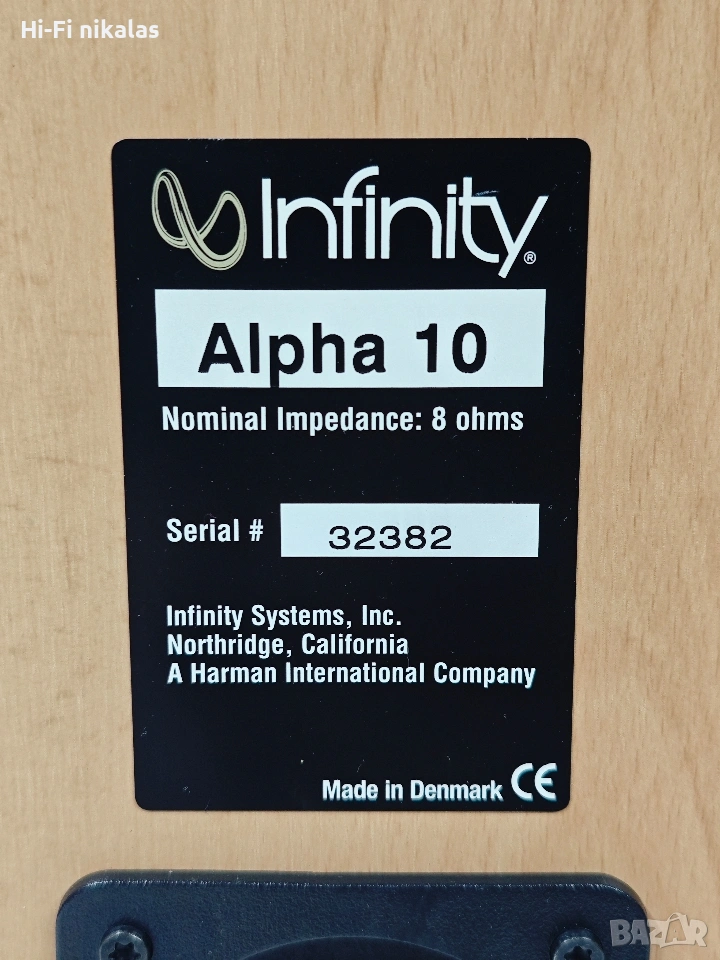 Hi-Fi nikalas
Infinity®
Alpha 10
Nominal Impedance: 8 ohms
Serial # 32382
Infinity Systems, Inc.
Northridge, California
A Harman International Company
Made in Denmark CE
BAZAR